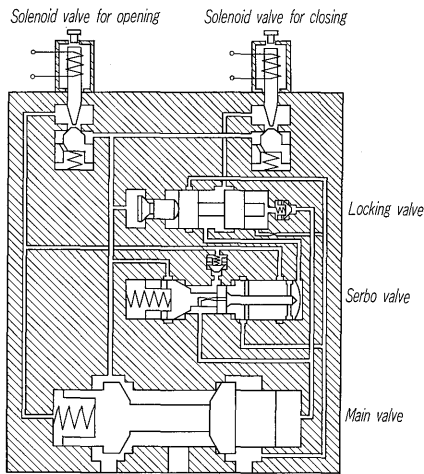 Solenoid valve for opening
Solenoid valve for closing
Locking valve
Serbo valve
Main valve